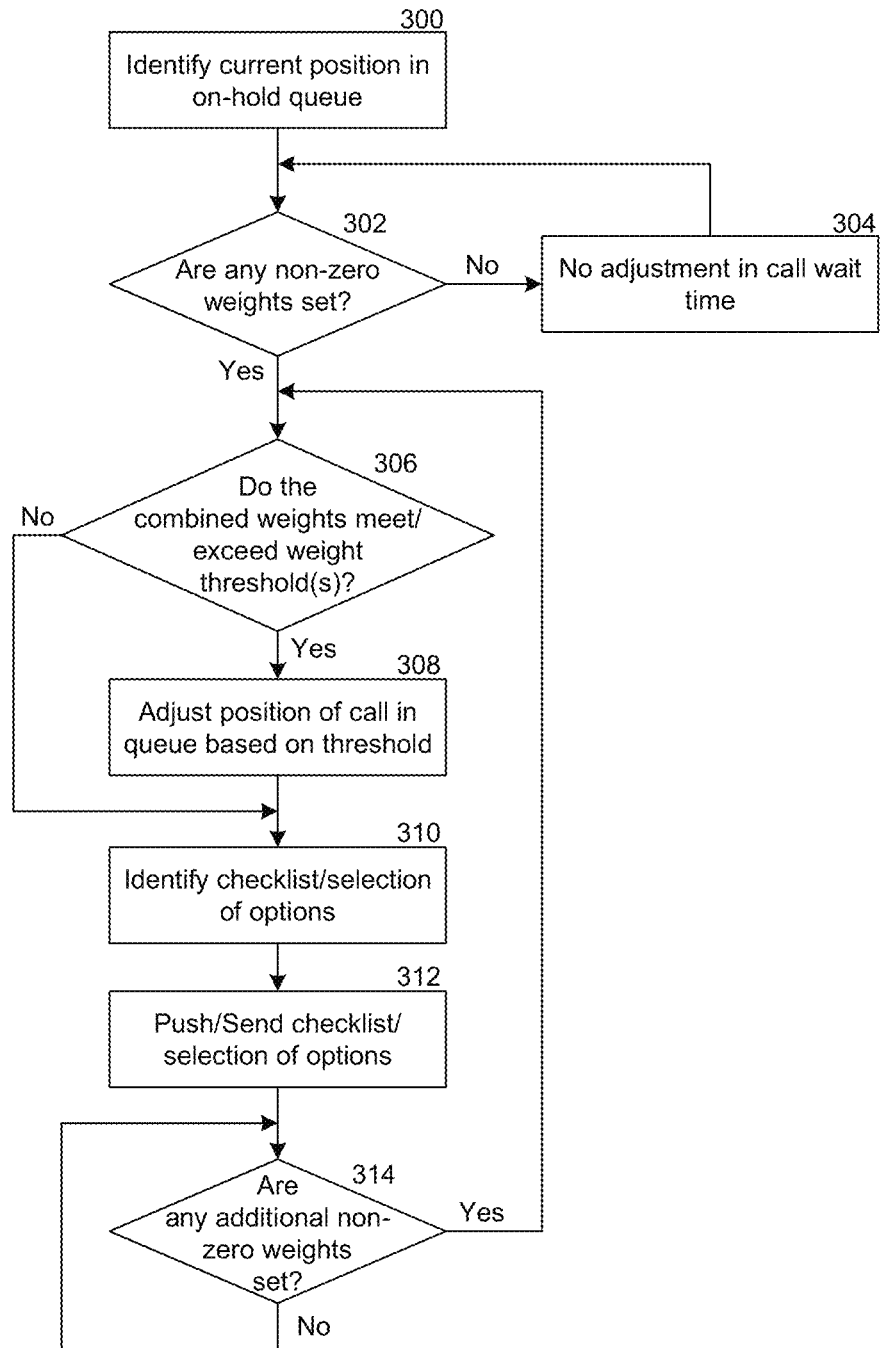 300
Identify current position in
on-hold queue
302
Are any non-zero
weights set?
No
304
No adjustment in call wait
time
Yes
306
Do the
combined weights meet/
exceed weight
threshold(s)?
No
Yes
308
Adjust position of call in
queue based on threshold
310
Identify checklist/selection
of options
312
Push/Send checklist/
selection of options
314
Are
any additional non-
zero weights
set?
Yes
No